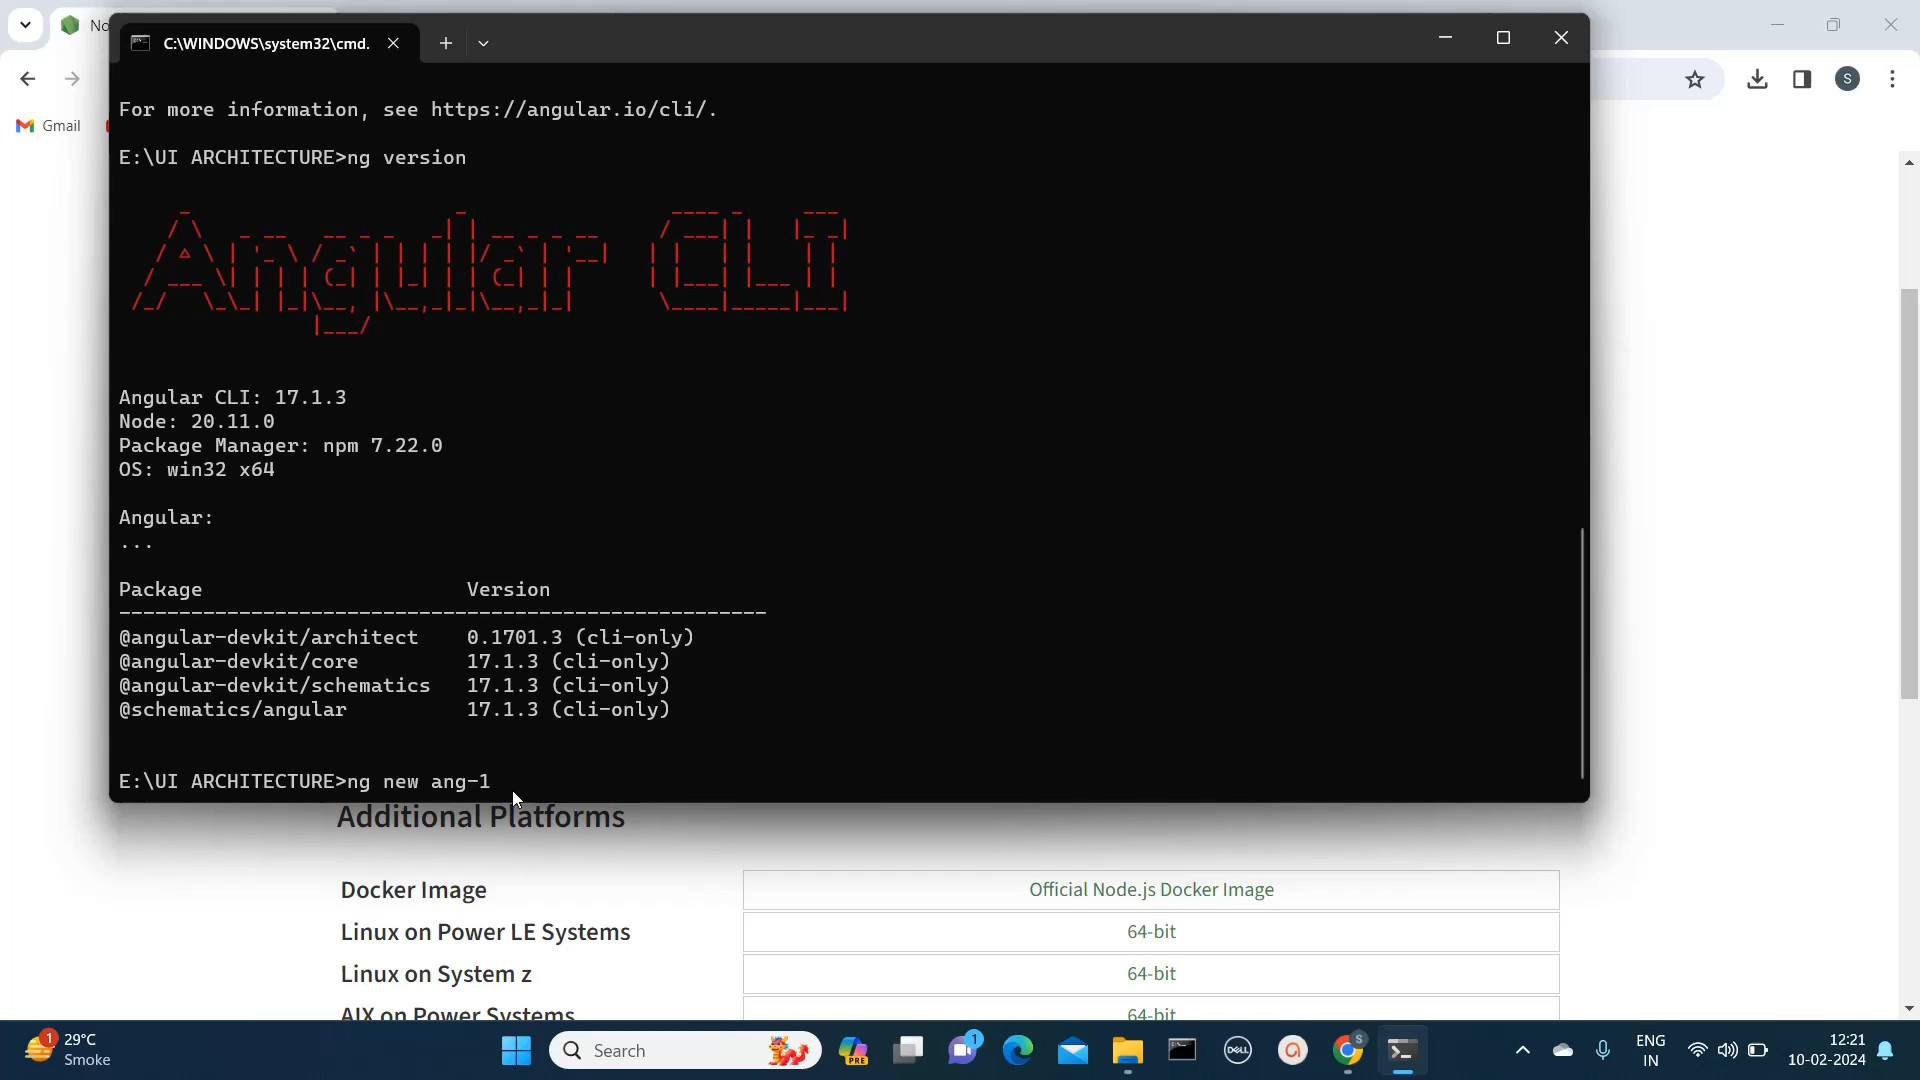 No
C:\WINDOWS\system32\cmd.
S
Gmail
For more information, see https://angular.io/cli/.
E:\UI ARCHITECTURE>ng version
Angular CLI
Angular CLI: 17.1.3
Node: 20.11.0
Package Manager: npm 7.22.0
OS: win32 x64
Angular:
...
Package Version
@angular-devkit/architect 0.1701.3 (cli-only)
@angular-devkit/core 17.1.3 (cli-only)
@angular-devkit/schematics 17.1.3 (cli-only)
@schematics/angular 17.1.3 (cli-only)
E:\UI ARCHITECTURE>ng new ang-1
Additional Platforms
Docker Image Official Node.js Docker Image
Linux on Power LE Systems 64-bit
Linux on System z 64-bit
AIX on Power Systems 64-bit
1
29°C
Smoke
Search
PRE
1
DELL
S
ENG
IN
12:21
10-02-2024